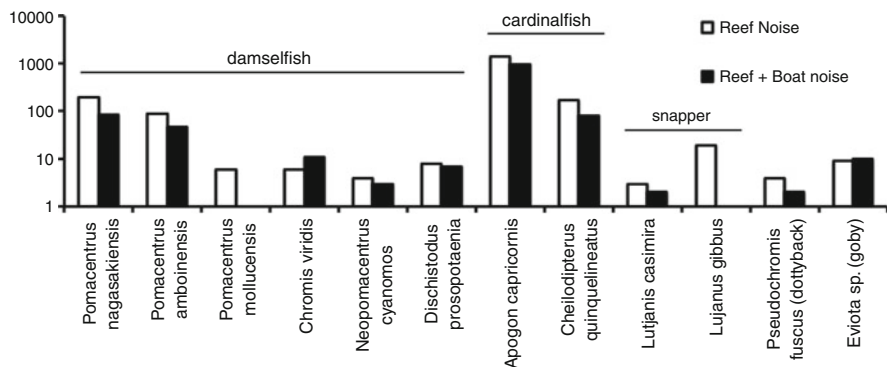 10000
1000
100
10
1
damselfish
cardinalfish
snapper
Reef Noise
Reef + Boat noise
Pomacentrus
nagasakiensis
Pomacentrus
amboinensis
Pomacentrus
mollucensis
Chromis viridis
Neopomacentrus
cyanomos
Dischistodus
prosopotaenia
Apogon capricornis
Cheilodipterus
quinquelineatus
Lutjanis casimira
Lujanus gibbus
Pseudochromis
fuscus (dottyback)
Eviota sp. (goby)